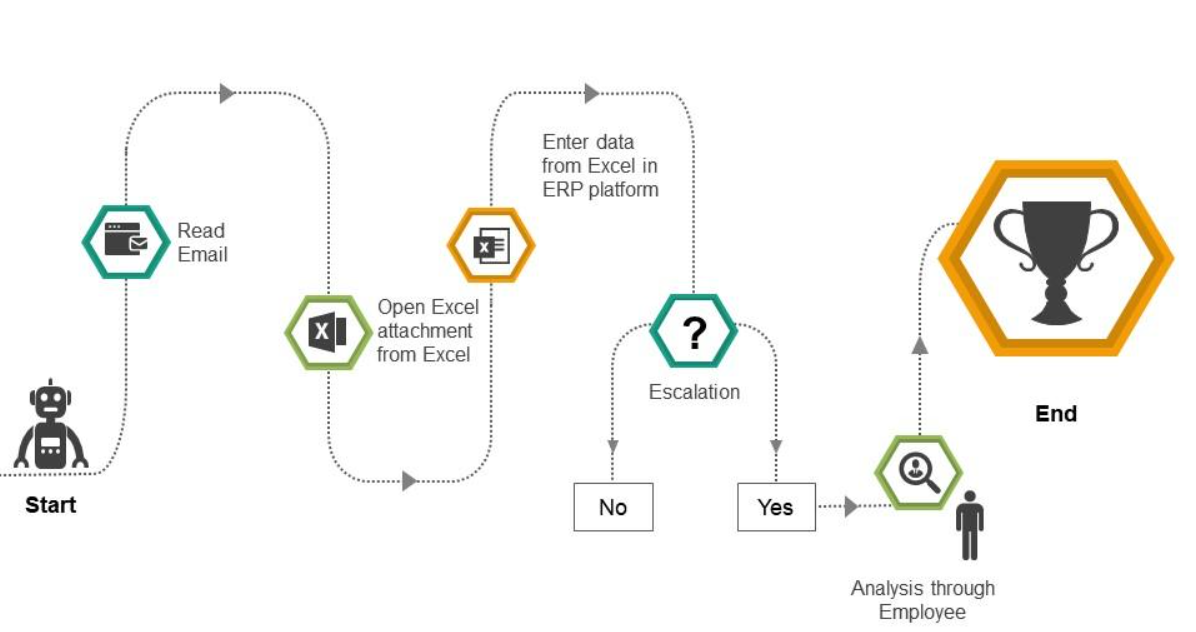 Start
Read
Email
Open Excel
attachment
from Excel
X
X
Enter data
from Excel in
ERP platform
?
Escalation
No
Yes
Analysis through
Employee
End